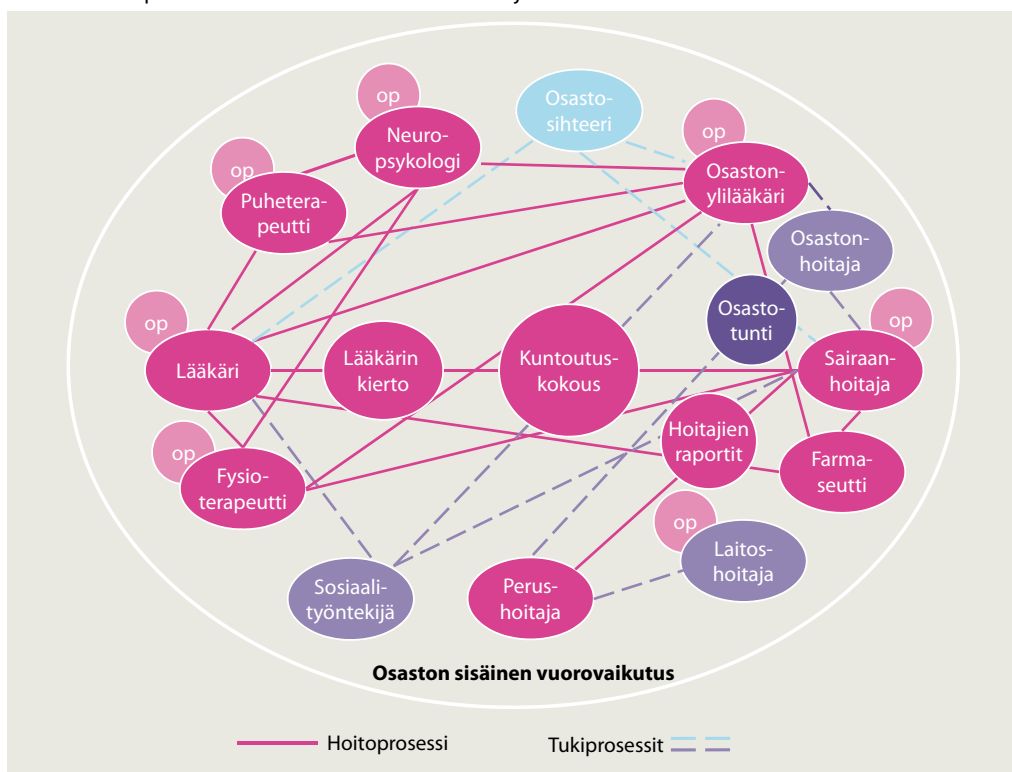 op
Neuro-
psykologi
Osasto-
sihteeri
op
Osaston-
ylilääkäri
op
Puhetera-
peutti
Osaston-
hoitaja
op
Lääkäri
Lääkärin
kierto
Kuntoutus-
kokous
Osasto-
tunti
op
Sairaan-
hoitaja
op
Fysio-
terapeutti
Hoitajien
raportit
Farma-
seutti
op
Laitos-
hoitaja
Sosiaali-
työntekijä
Perus-
hoitaja
Osaston sisäinen vuorovaikutus
Hoitoprosessi
Tukiprosessit